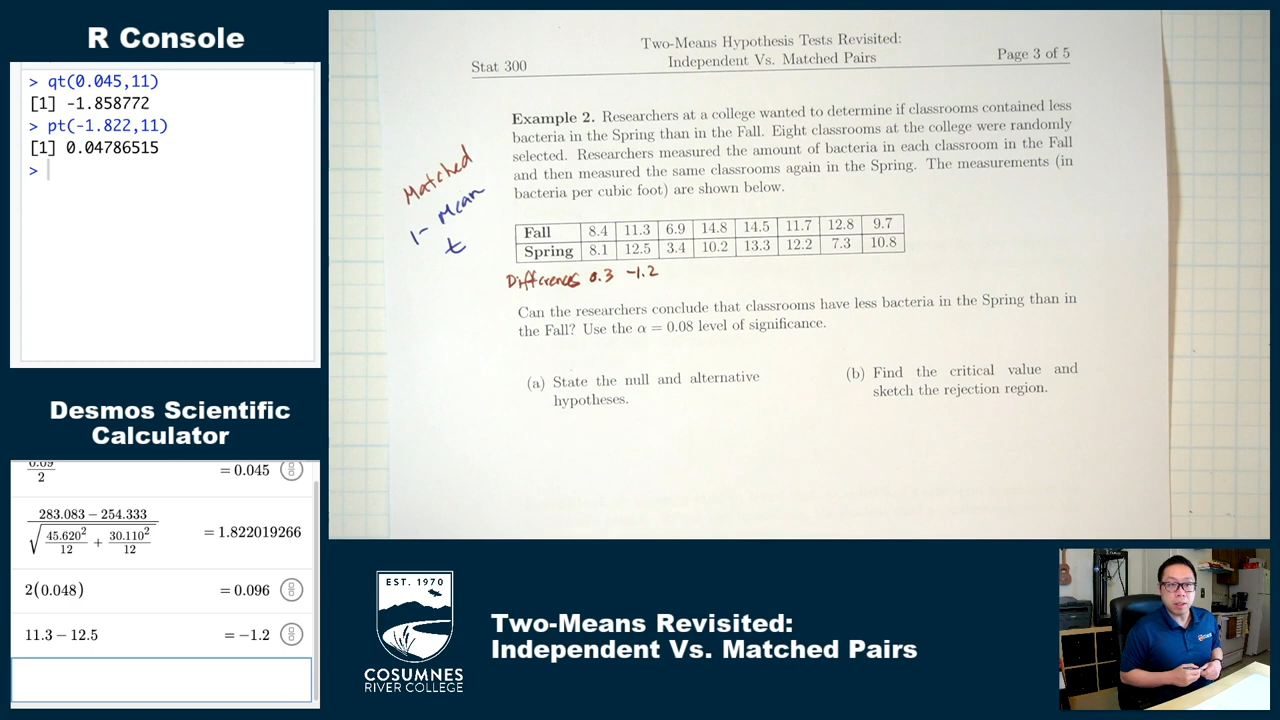 R Console
> qt(0.045,11)
[1] -1.858772
> pt(-1.822,11)
[1] 0.04786515
>
Desmos Scientific
Calculator
0.09
2
= 0.045
283.083 − 254.333
√ 45.620² / 12 + 30.110² / 12
= 1.822019266
2(0.048) = 0.096
11.3 − 12.5 = −1.2
Stat 300
Two-Means Hypothesis Tests Revisited:
Independent Vs. Matched Pairs
Page 3 of 5
Matched
1- Mean
t
Example 2. Researchers at a college wanted to determine if classrooms contained less
bacteria in the Spring than in the Fall. Eight classrooms at the college were randomly
selected. Researchers measured the amount of bacteria in each classroom in the Fall
and then measured the same classrooms again in the Spring. The measurements (in
bacteria per cubic foot) are shown below.
Fall 8.4 11.3 6.9 14.8 14.5 11.7 12.8 9.7
Spring 8.1 12.5 3.4 10.2 13.3 12.2 7.3 10.8
Differences 0.3 -1.2
Can the researchers conclude that classrooms have less bacteria in the Spring than in
the Fall? Use the α = 0.08 level of significance.
(a) State the null and alternative
hypotheses.
(b) Find the critical value and
sketch the rejection region.
EST. 1970
COSUMNES
RIVER COLLEGE
Two-Means Revisited:
Independent Vs. Matched Pairs